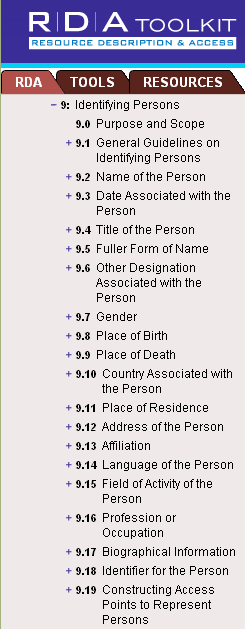 RDA TOOLKIT
RESOURCE DESCRIPTION & ACCESS
RDA TOOLS RESOURCES
− 9: Identifying Persons
9.0 Purpose and Scope
+ 9.1 General Guidelines on
Identifying Persons
+ 9.2 Name of the Person
+ 9.3 Date Associated with the
Person
+ 9.4 Title of the Person
+ 9.5 Fuller Form of Name
+ 9.6 Other Designation
Associated with the
Person
+ 9.7 Gender
+ 9.8 Place of Birth
+ 9.9 Place of Death
+ 9.10 Country Associated with
the Person
+ 9.11 Place of Residence
+ 9.12 Address of the Person
+ 9.13 Affiliation
+ 9.14 Language of the Person
+ 9.15 Field of Activity of the
Person
+ 9.16 Profession or
Occupation
+ 9.17 Biographical Information
+ 9.18 Identifier for the Person
+ 9.19 Constructing Access
Points to Represent
Persons